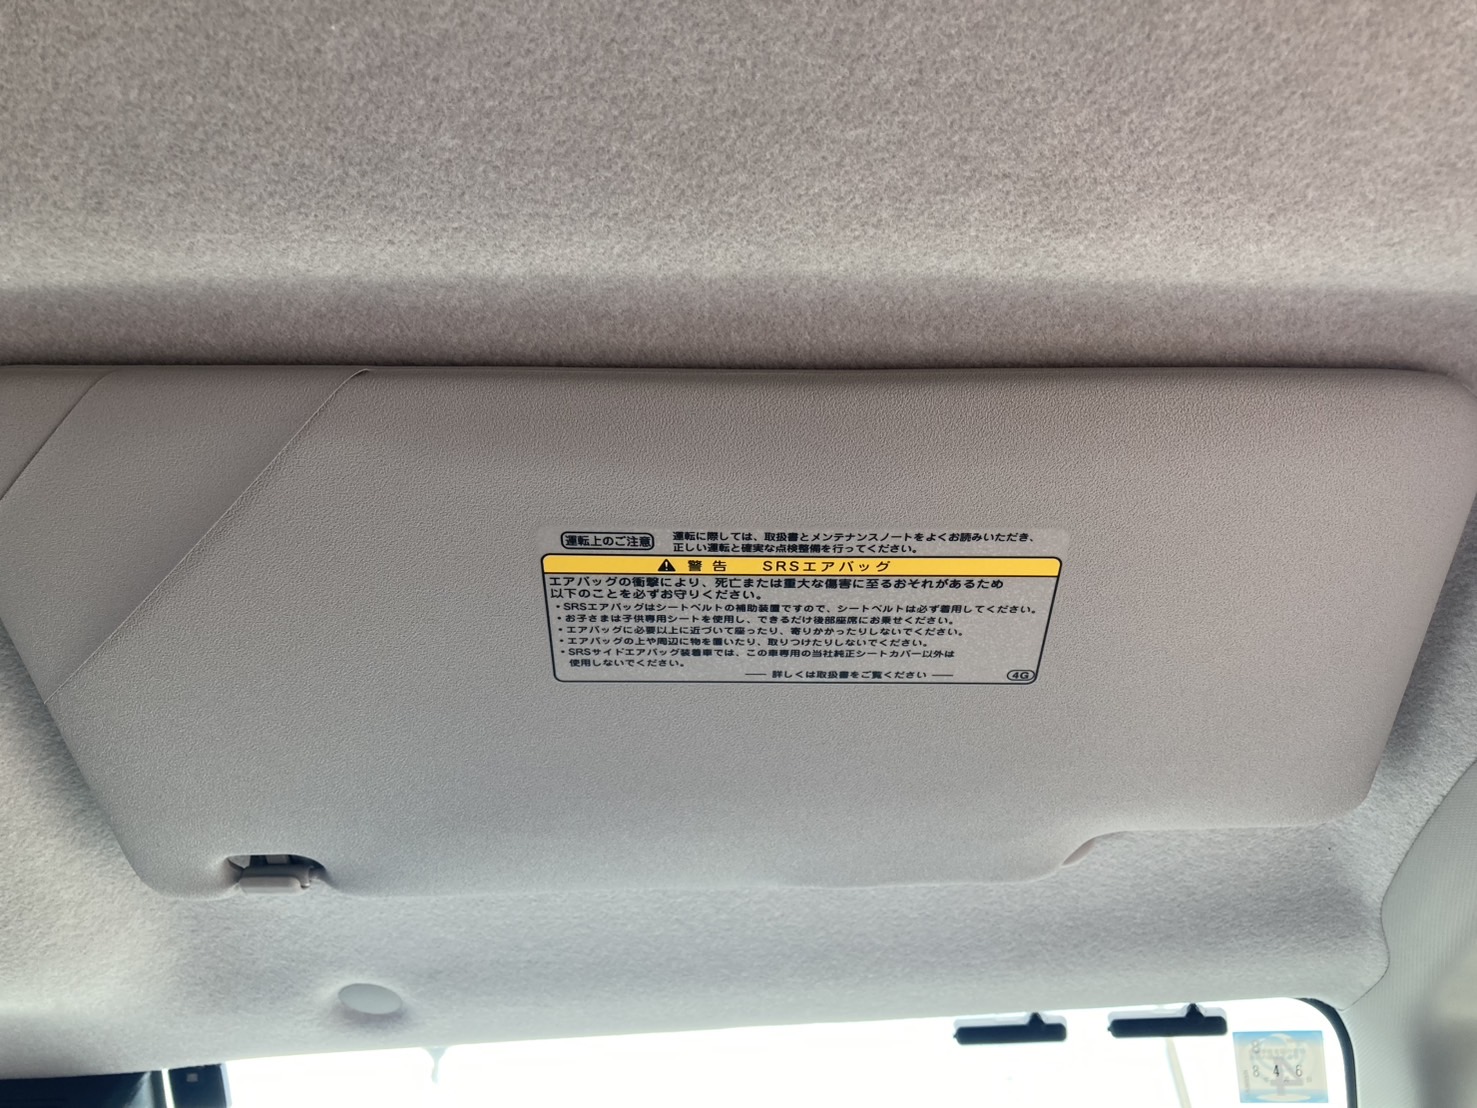 運転上のご注意
運転に際しては、取扱書とメンテナンスノートをよくお読みいただき、
正しい運転と確実な点検整備を行ってください。
警告 SRSエアバッグ
エアバッグの衝撃により、死亡または重大な傷害に至るおそれがあるため
以下のことを必ずお守りください。
・SRSエアバッグはシートベルトの補助装置ですので、シートベルトは必ず着用してください。
・お子さまは子供専用シートを使用し、できるだけ後部座席にお乗せください。
・エアバッグに必要以上に近づいて座ったり、寄りかかったりしないでください。
・エアバッグの上や周辺に物を置いたり、取りつけたりしないでください。
・SRSサイドエアバッグ装着車では、この車専用の当社純正シートカバー以外は
使用しないでください。
── 詳しくは取扱書をご覧ください ──
4G
8 4 6